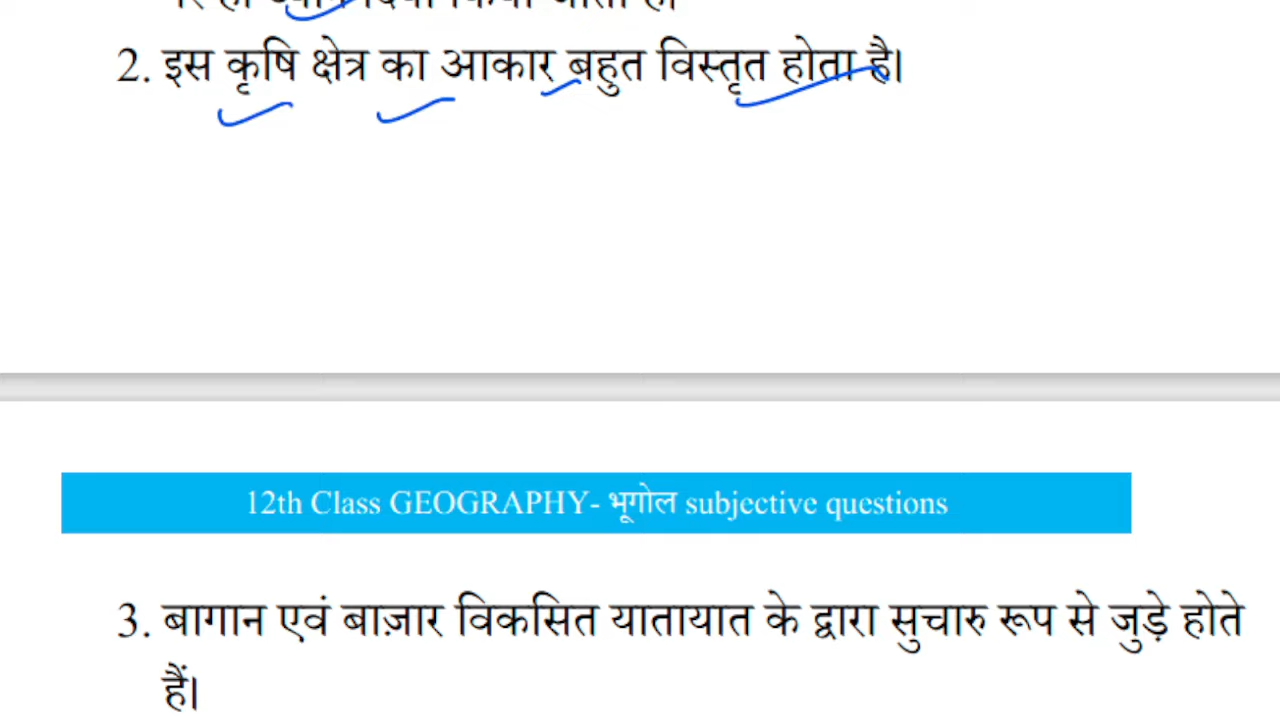 2. इस कृषि क्षेत्र का आकार बहुत विस्तृत होता है।
12th Class GEOGRAPHY- भूगोल subjective questions
3. बागान एवं बाज़ार विकसित यातायात के द्वारा सुचारु रूप से जुड़े होते
हैं।